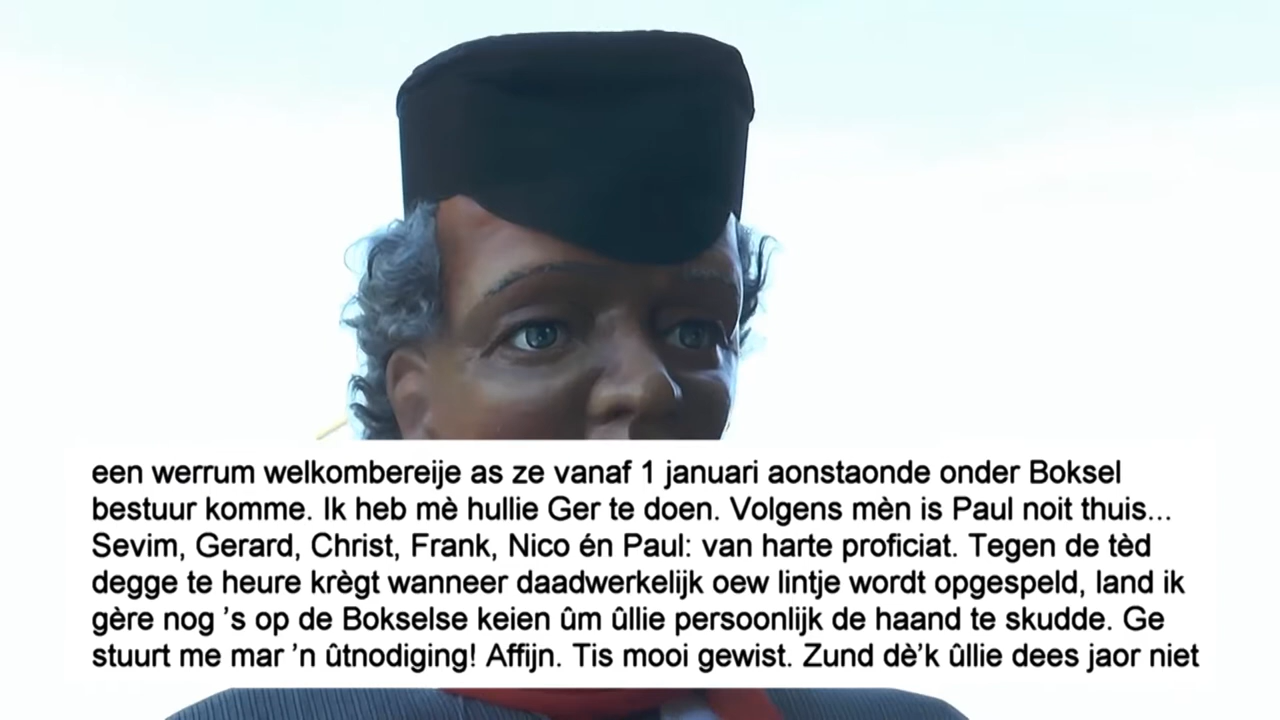 een werrum welkombereije as ze vanaf 1 januari aonstaonde onder Boksel
bestuur komme. Ik heb mè hullie Ger te doen. Volgens mèn is Paul noit thuis...
Sevim, Gerard, Christ, Frank, Nico én Paul: van harte proficiat. Tegen de tèd
degge te heure krègt wanneer daadwerkelijk oew lintje wordt opgespeld, land ik
gère nog ’s op de Bokselse keien ûm ûllie persoonlijk de haand te skudde. Ge
stuurt me mar ’n ûtnodiging! Affijn. Tis mooi gewist. Zund dè’k ûllie dees jaor niet